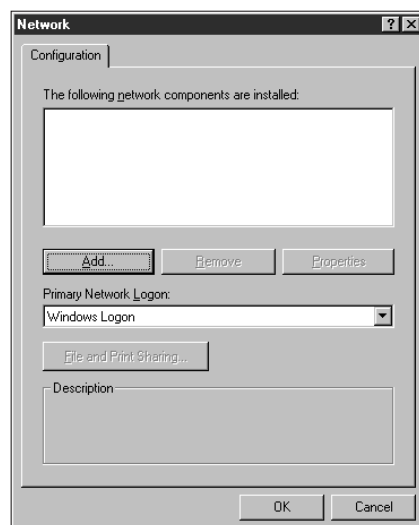 Network
Configuration
The following network components are installed:
Add...
Remove
Properties
Primary Network Logon:
Windows Logon
File and Print Sharing...
Description
OK
Cancel